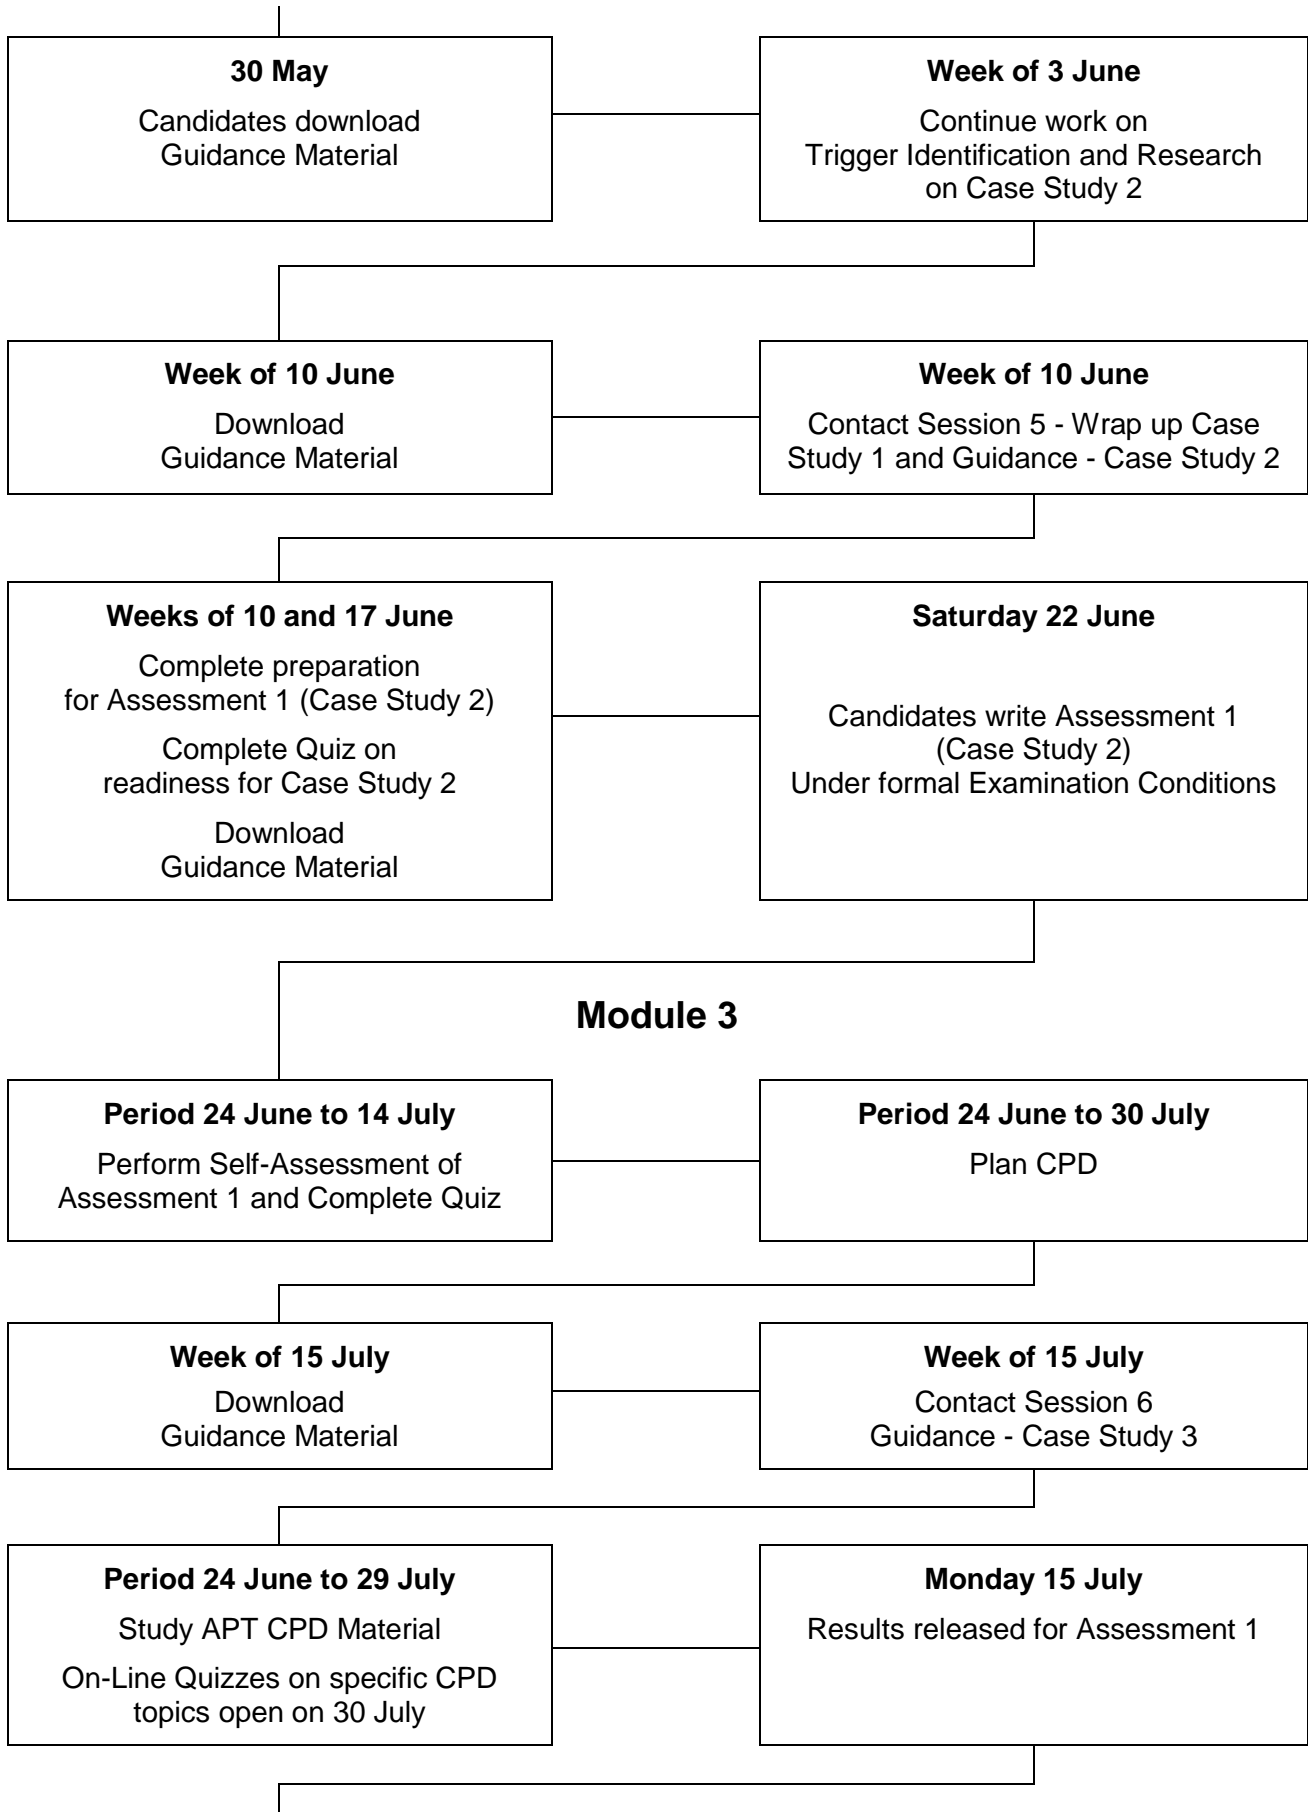 30 May
Candidates download
Guidance Material
Week of 3 June
Continue work on
Trigger Identification and Research
on Case Study 2
Week of 10 June
Download
Guidance Material
Week of 10 June
Contact Session 5 - Wrap up Case
Study 1 and Guidance - Case Study 2
Weeks of 10 and 17 June
Complete preparation
for Assessment 1 (Case Study 2)
Complete Quiz on
readiness for Case Study 2
Download
Guidance Material
Saturday 22 June
Candidates write Assessment 1
(Case Study 2)
Under formal Examination Conditions
Module 3
Period 24 June to 14 July
Perform Self-Assessment of
Assessment 1 and Complete Quiz
Period 24 June to 30 July
Plan CPD
Week of 15 July
Download
Guidance Material
Week of 15 July
Contact Session 6
Guidance - Case Study 3
Period 24 June to 29 July
Study APT CPD Material
On-Line Quizzes on specific CPD
topics open on 30 July
Monday 15 July
Results released for Assessment 1